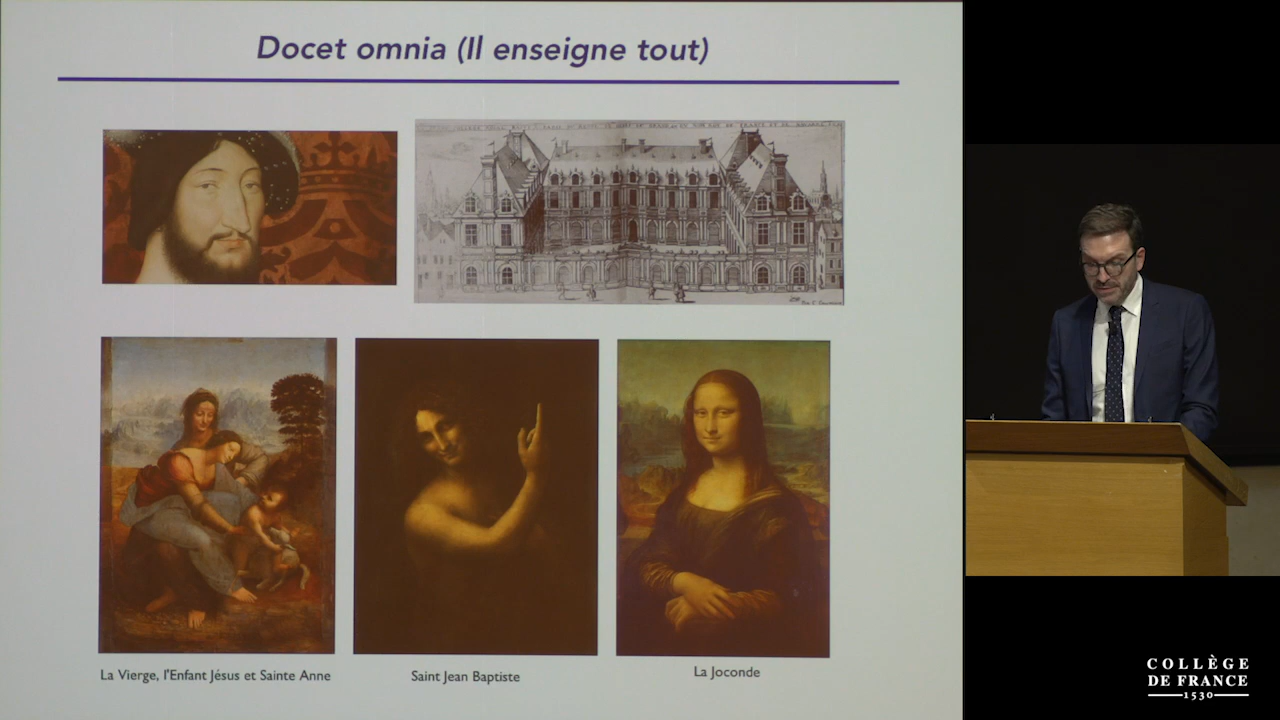 Docet omnia (Il enseigne tout)
La Vierge, l'Enfant Jésus et Sainte Anne
Saint Jean Baptiste
La Joconde
COLLÈGE
DE FRANCE
1530